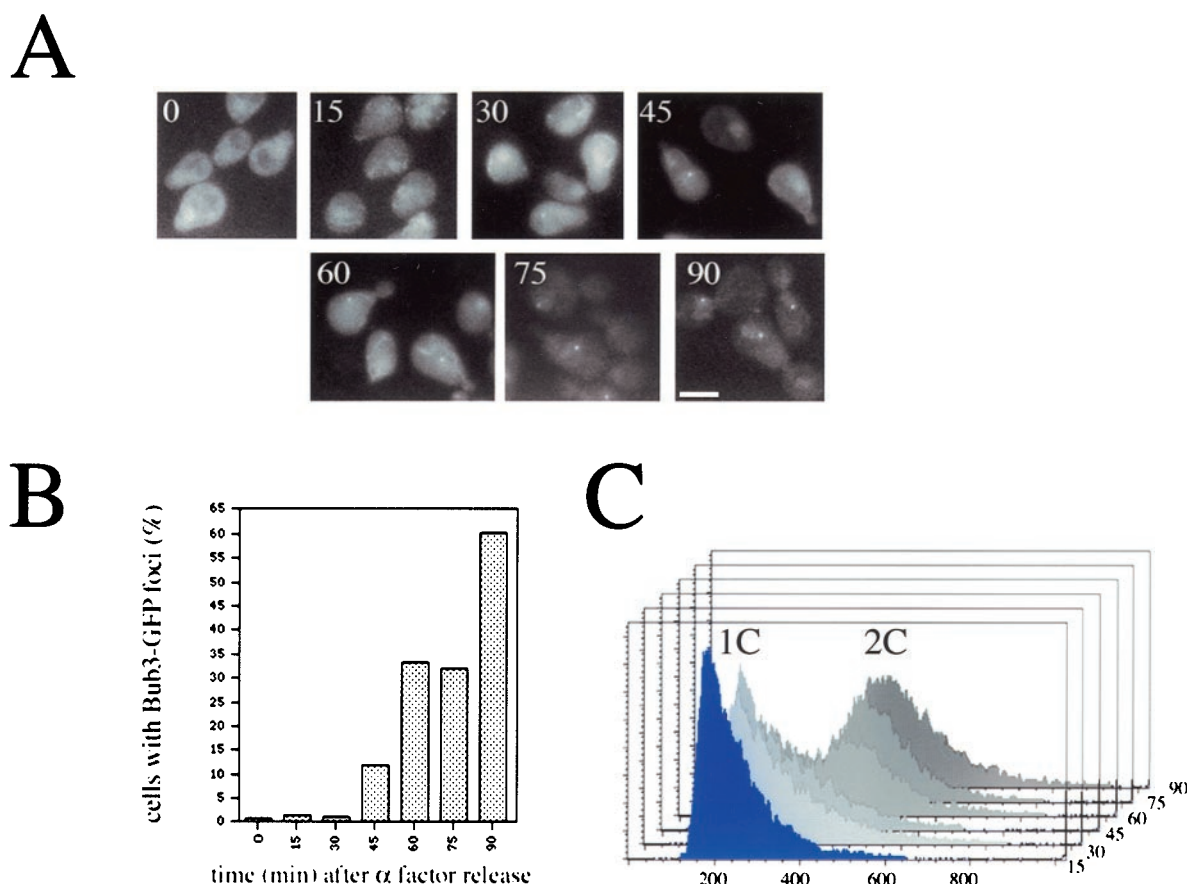 A
0 15 30 45
60 75 90
B
cells with Bub3-GFP foci (%)
65
60
55
50
45
40
35
30
25
20
15
10
5
0
0 15 30 45 60 75 90
time (min) after α factor release
C
1C 2C
90
75
60
45
30
15
200 400 600 800